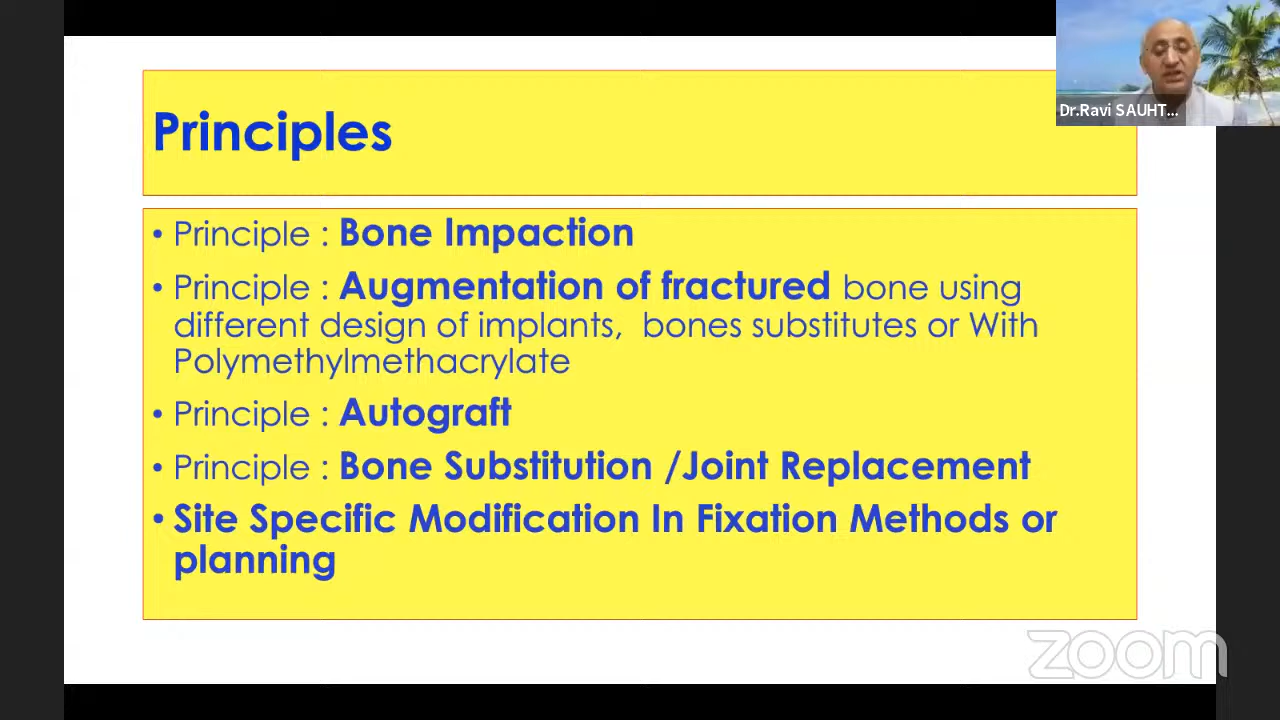 Principles
• Principle : Bone Impaction
• Principle : Augmentation of fractured bone using
different design of implants, bones substitutes or With
Polymethylmethacrylate
• Principle : Autograft
• Principle : Bone Substitution /Joint Replacement
• Site Specific Modification In Fixation Methods or
planning
Dr.Ravi SAUHT...
zoom